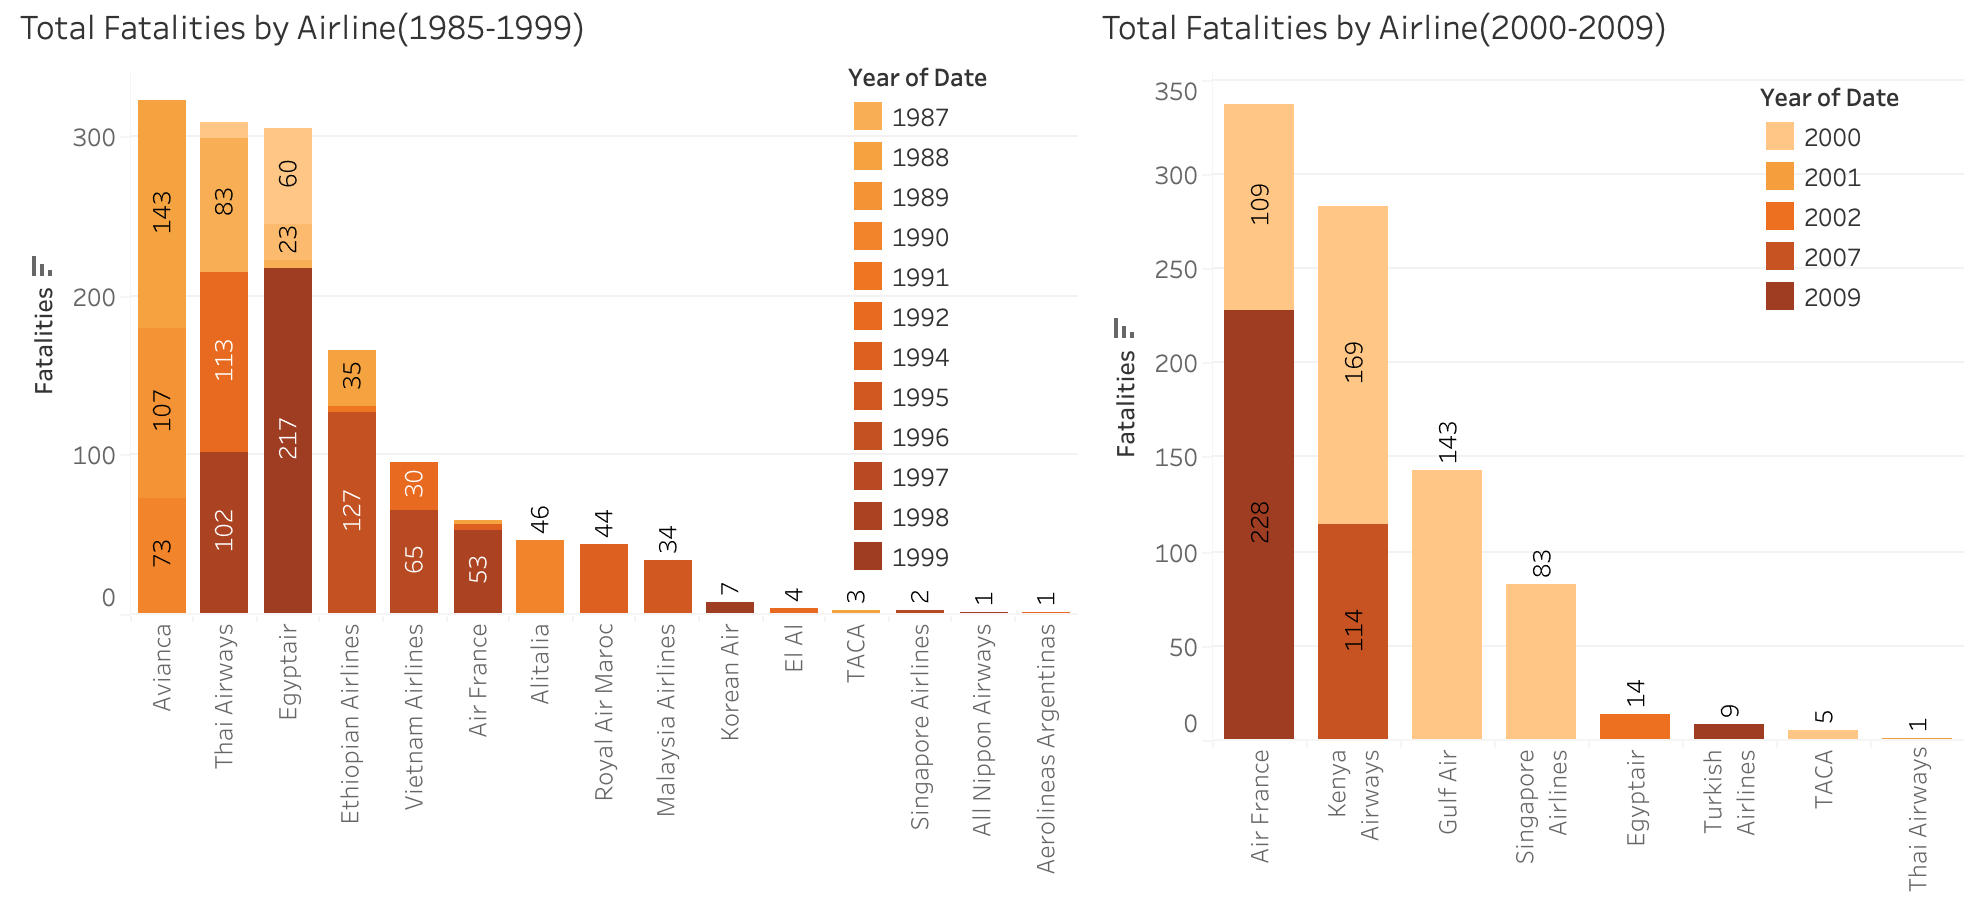 Total Fatalities by Airline(1985-1999)
Year of Date
1987
1988
1989
1990
1991
1992
1994
1995
1996
1997
1998
1999
Fatalities
300
200
100
0
143
107
73
83
113
102
60
23
217
35
127
30
65
53
46
44
34
7
4
3
2
1
1
Avianca
Thai Airways
Egyptair
Ethiopian Airlines
Vietnam Airlines
Air France
Alitalia
Royal Air Maroc
Malaysia Airlines
Korean Air
El Al
TACA
Singapore Airlines
All Nippon Airways
Aerolineas Argentinas
Total Fatalities by Airline(2000-2009)
Year of Date
2000
2001
2002
2007
2009
Fatalities
350
300
250
200
150
100
50
0
109
228
169
114
143
83
14
9
5
1
Air France
Kenya
Airways
Gulf Air
Singapore
Airlines
Egyptair
Turkish
Airlines
TACA
Thai Airways